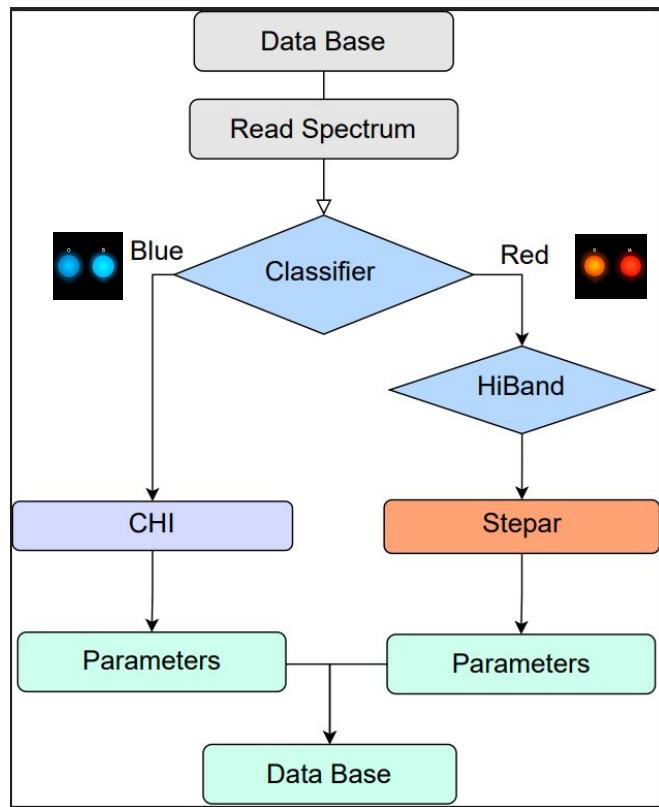 Data Base
Read Spectrum
Blue
Classifier
Red
O B
K M
HiBand
CHI
Stepar
Parameters
Parameters
Data Base